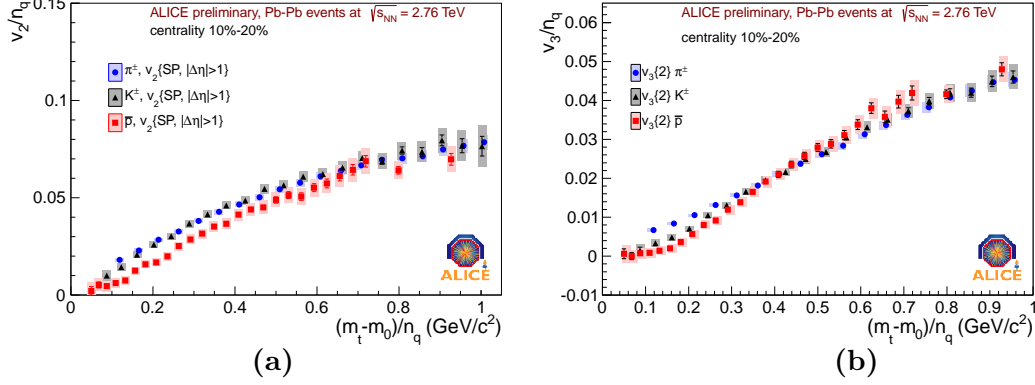 ALICE preliminary, Pb-Pb events at √sNN = 2.76 TeV
centrality 10%-20%
π±, v2{SP, |Δη|>1}
K±, v2{SP, |Δη|>1}
p̅, v2{SP, |Δη|>1}
v2/nq
0.15
0.1
0.05
0
0 0.2 0.4 0.6 0.8 1
(mt-m0)/nq (GeV/c²)
ALICE
(a)
ALICE preliminary, Pb-Pb events at √sNN = 2.76 TeV
centrality 10%-20%
v3{2} π±
v3{2} K±
v3{2} p̅
v3/nq
0.06
0.05
0.04
0.03
0.02
0.01
0
-0.01
0 0.1 0.2 0.3 0.4 0.5 0.6 0.7 0.8 0.9 1
(mt-m0)/nq (GeV/c²)
ALICE
(b)